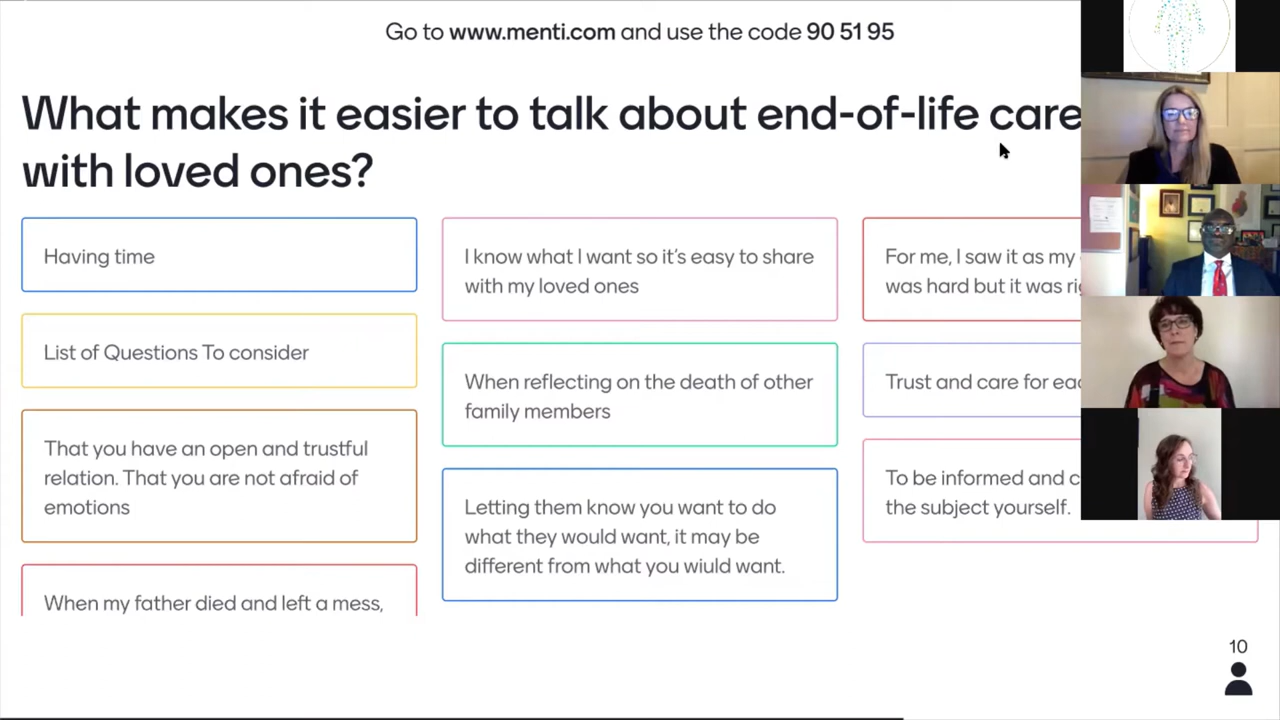 Go to www.menti.com and use the code 90 51 95
What makes it easier to talk about end-of-life care
with loved ones?
Having time
List of Questions To consider
That you have an open and trustful
relation. That you are not afraid of
emotions
When my father died and left a mess,
I know what I want so it's easy to share
with my loved ones
When reflecting on the death of other
family members
Letting them know you want to do
what they would want, it may be
different from what you wiuld want.
For me, I saw it as my
was hard but it was
Trust and care for
To be informed and
the subject yourself.
10